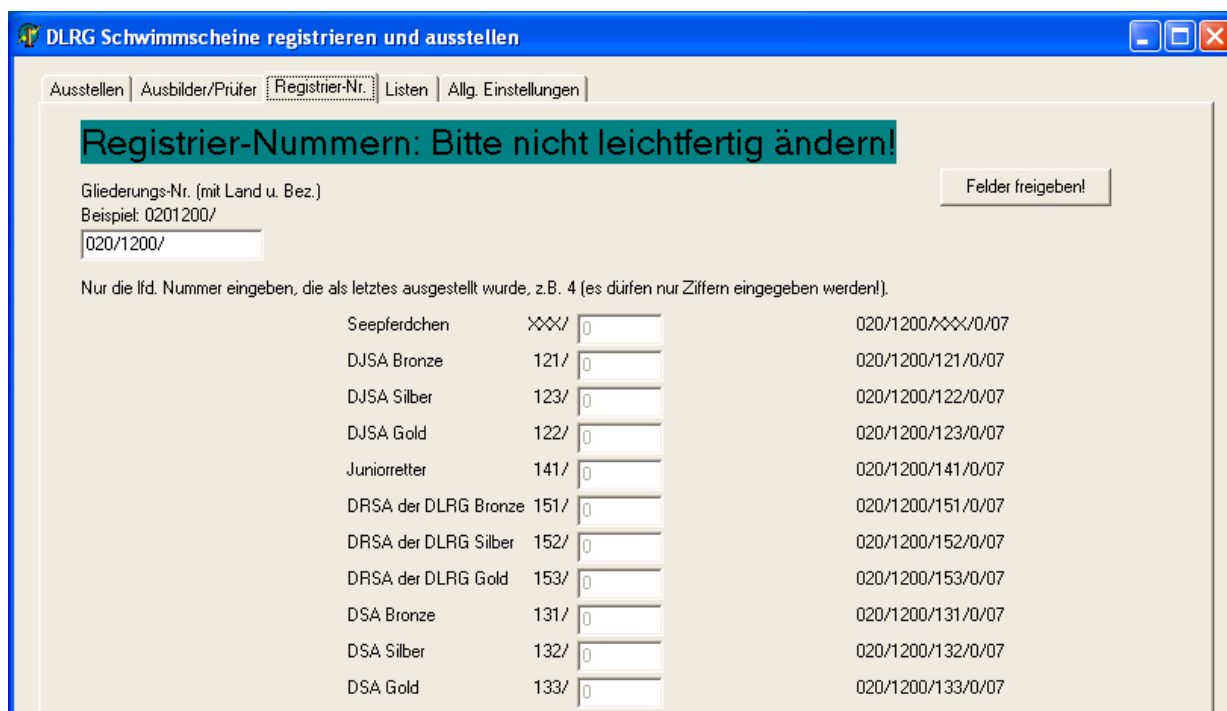 DLRG Schwimmscheine registrieren und ausstellen
Ausstellen Ausbilder/Prüfer Registrier-Nr. Listen Allg. Einstellungen
Registrier-Nummern: Bitte nicht leichtfertig ändern!
Felder freigeben!
Gliederungs-Nr. (mit Land u. Bez.)
Beispiel: 0201200/
020/1200/
Nur die lfd. Nummer eingeben, die als letztes ausgestellt wurde, z.B. 4 (es dürfen nur Ziffern eingegeben werden!).
Seepferdchen XXX/ 0 020/1200/XXX/0/07
DJSA Bronze 121/ 0 020/1200/121/0/07
DJSA Silber 123/ 0 020/1200/122/0/07
DJSA Gold 122/ 0 020/1200/123/0/07
Juniorretter 141/ 0 020/1200/141/0/07
DRSA der DLRG Bronze 151/ 0 020/1200/151/0/07
DRSA der DLRG Silber 152/ 0 020/1200/152/0/07
DRSA der DLRG Gold 153/ 0 020/1200/153/0/07
DSA Bronze 131/ 0 020/1200/131/0/07
DSA Silber 132/ 0 020/1200/132/0/07
DSA Gold 133/ 0 020/1200/133/0/07